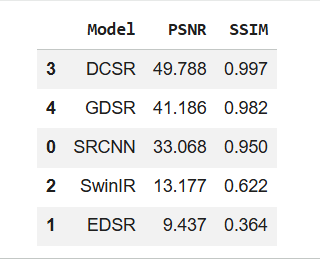 Model PSNR SSIM
3 DCSR 49.788 0.997
4 GDSR 41.186 0.982
0 SRCNN 33.068 0.950
2 SwinIR 13.177 0.622
1 EDSR 9.437 0.364